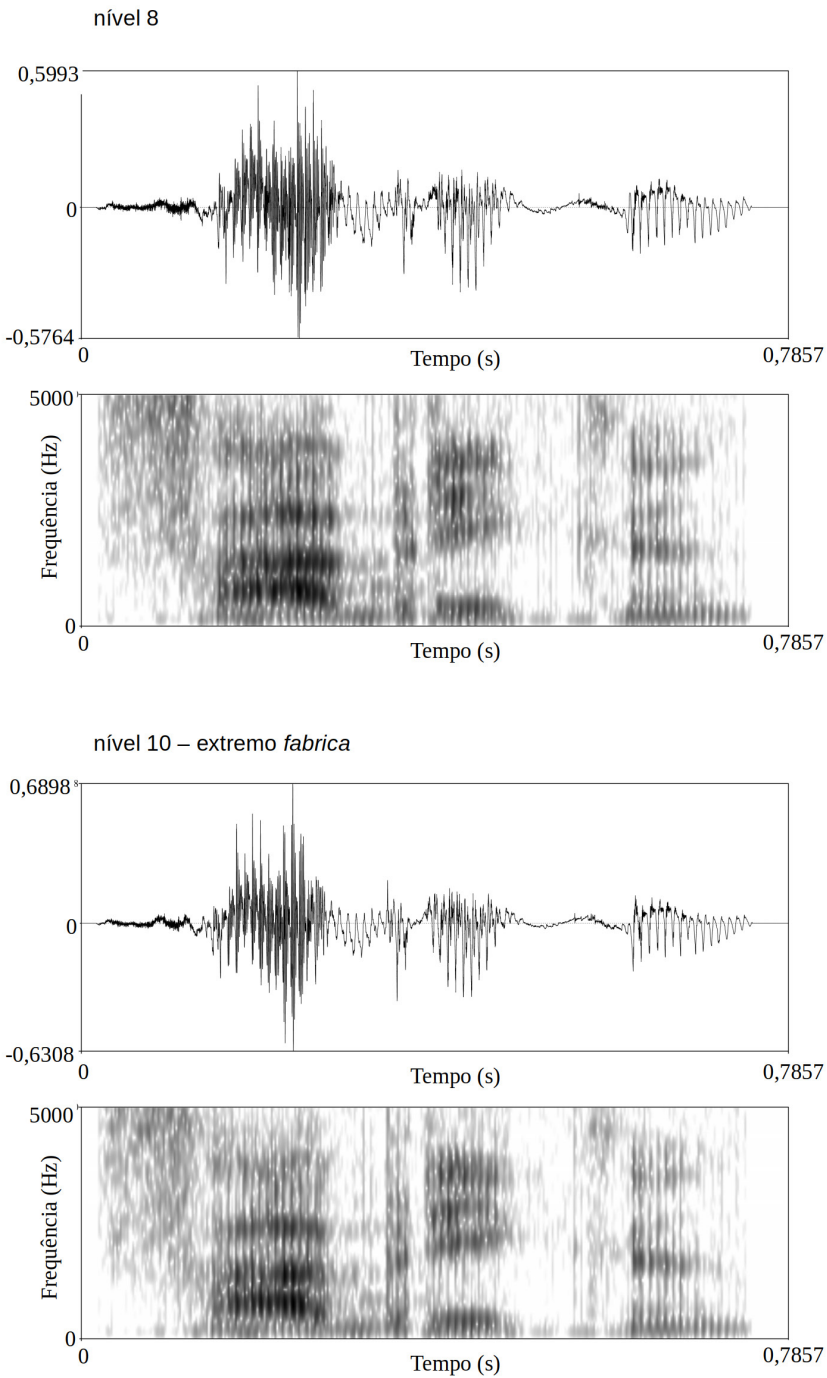 nível 8
0,5993
0
-0,5764
0
Tempo (s)
0,7857
5000
Frequência (Hz)
0
0
Tempo (s)
0,7857
nível 10 – extremo fabrica
0,6898
0
-0,6308
0
Tempo (s)
0,7857
5000
Frequência (Hz)
0
0
Tempo (s)
0,7857